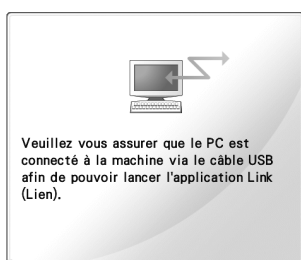 Veuillez vous assurer que le PC est
connecté à la machine via le câble USB
afin de pouvoir lancer l'application Link
(Lien).